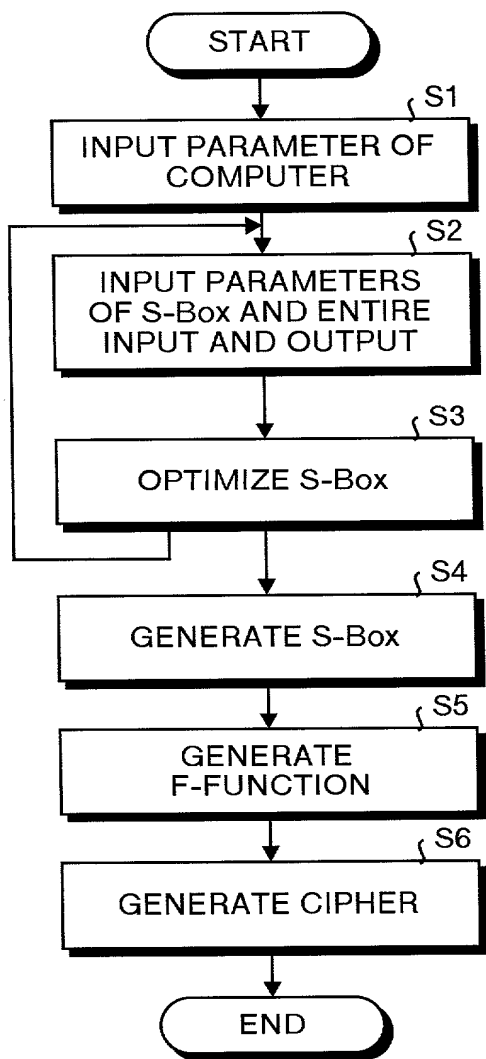 START
S1
INPUT PARAMETER OF
COMPUTER
S2
INPUT PARAMETERS
OF S-Box AND ENTIRE
INPUT AND OUTPUT
S3
OPTIMIZE S-Box
S4
GENERATE S-Box
S5
GENERATE
F-FUNCTION
S6
GENERATE CIPHER
END